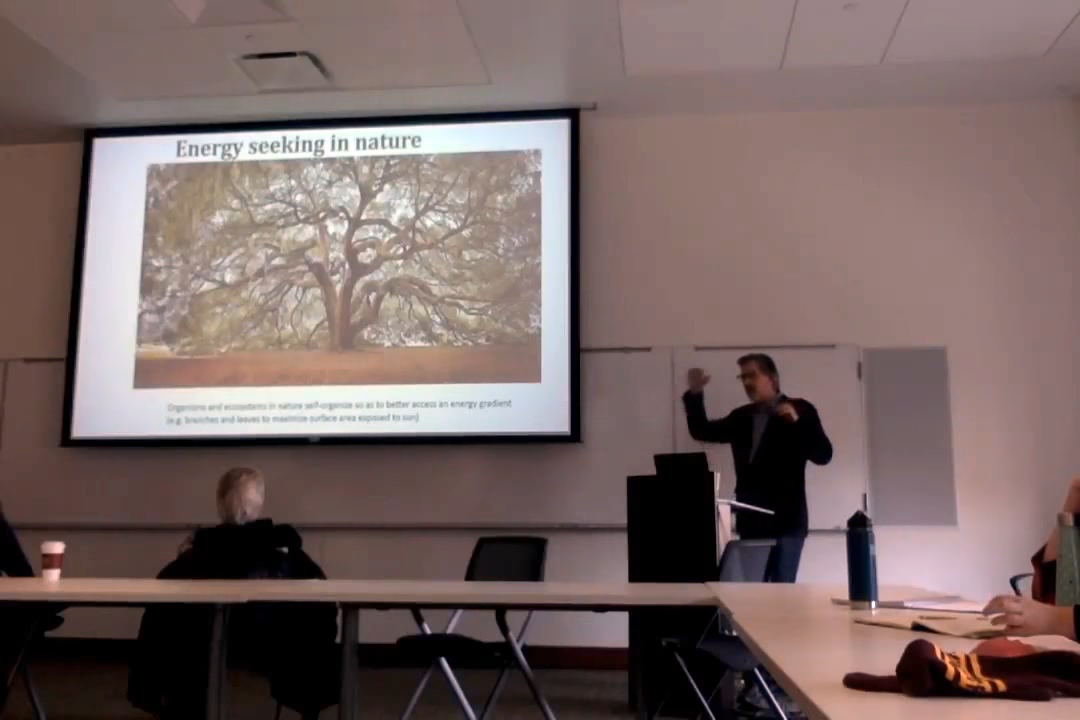 Energy seeking in nature
Organisms and ecosystems in nature self-organize so as to better access an energy gradient
(e.g. branches and leaves to maximize surface area exposed to sun)